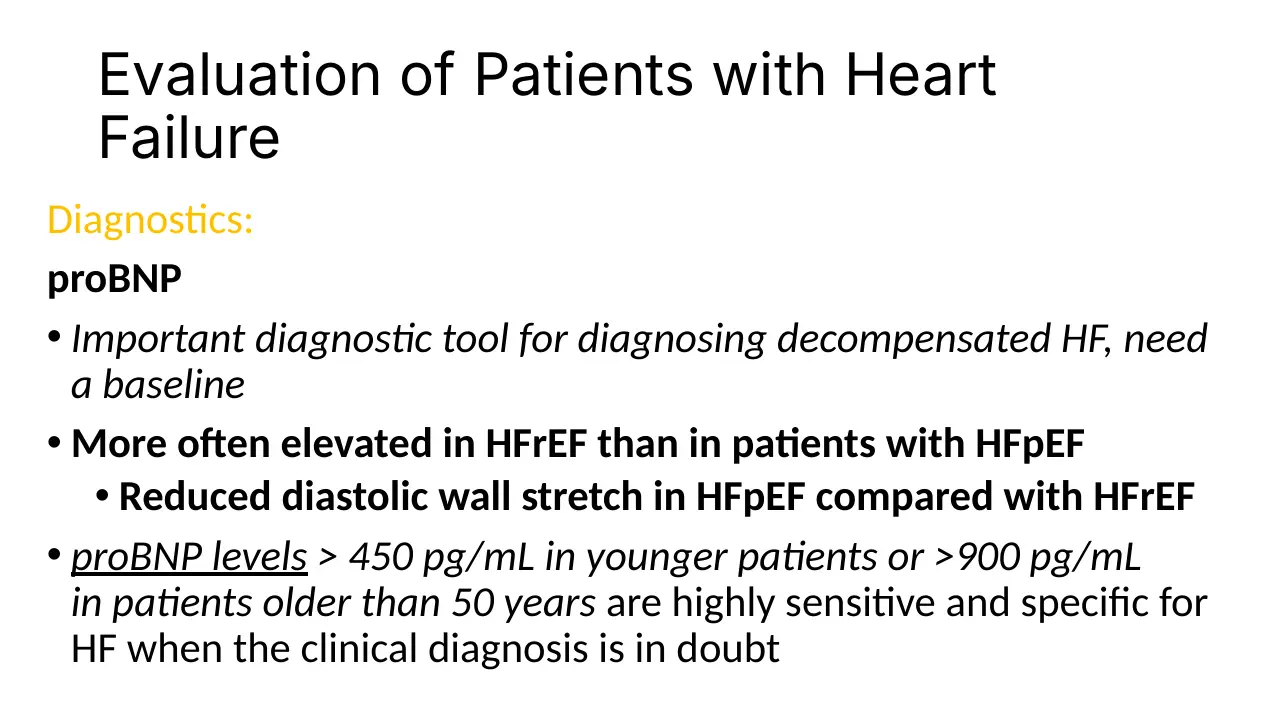 Evaluation of Patients with Heart
Failure
Diagnostics:
proBNP
• Important diagnostic tool for diagnosing decompensated HF, need
a baseline
• More often elevated in HFrEF than in patients with HFpEF
• Reduced diastolic wall stretch in HFpEF compared with HFrEF
• proBNP levels > 450 pg/mL in younger patients or >900 pg/mL
in patients older than 50 years are highly sensitive and specific for
HF when the clinical diagnosis is in doubt